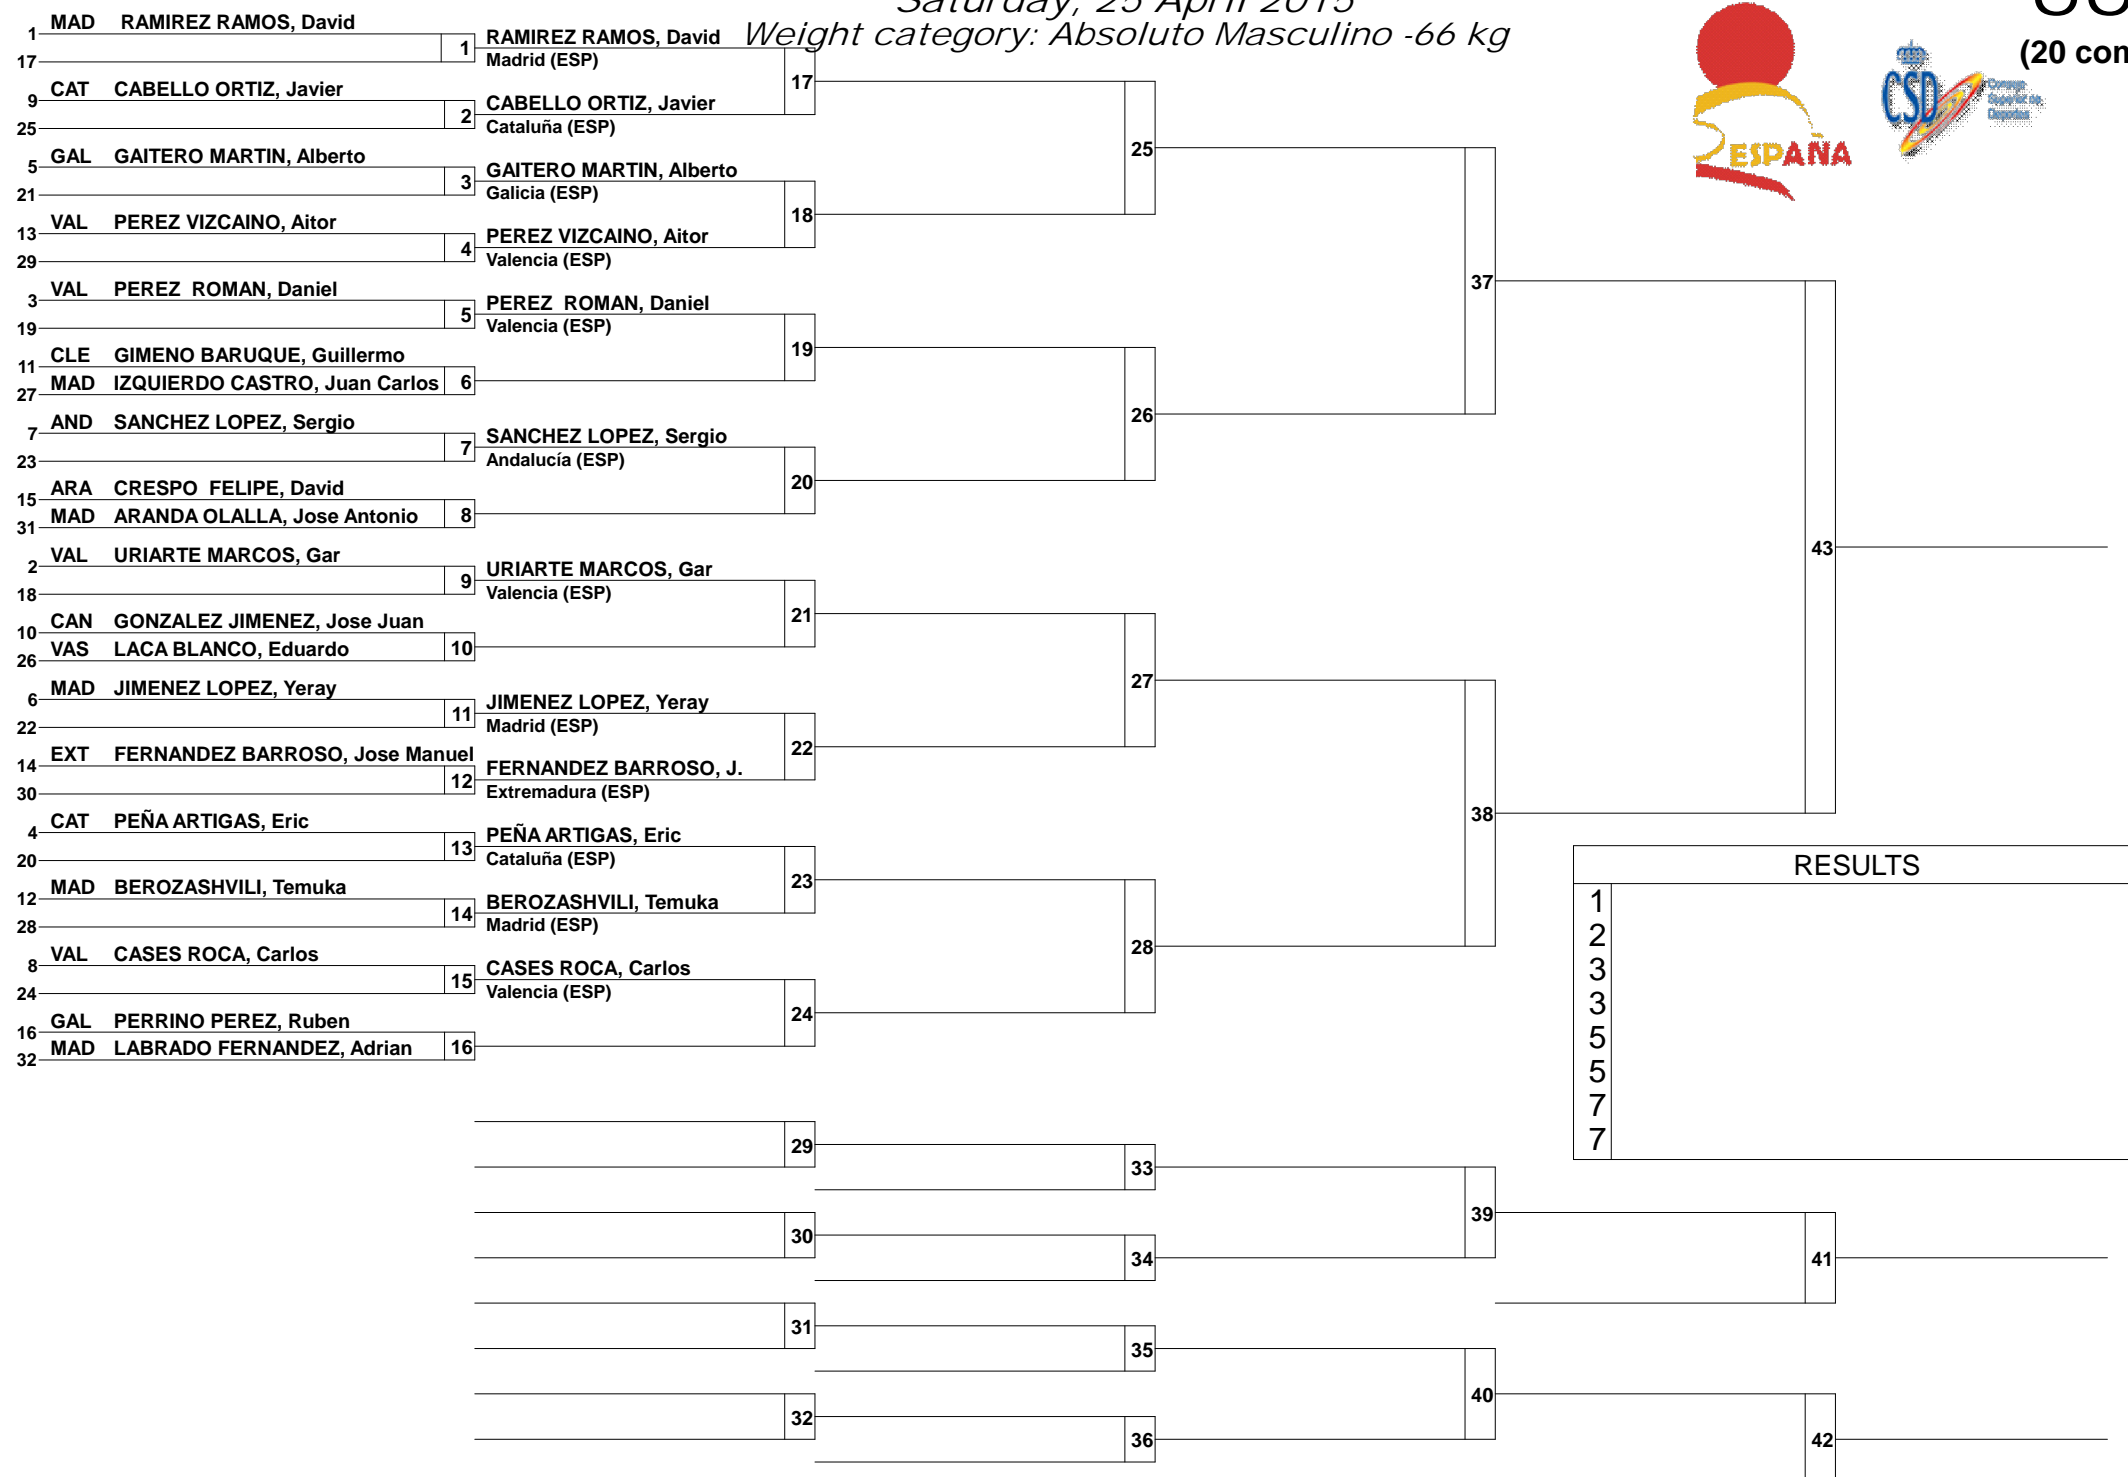 Saturday, 25 April 2015
Weight category: Absoluto Masculino -66 kg
(20 con
ESPAÑA
CSD
1 MAD RAMIREZ RAMOS, David
17
1 RAMIREZ RAMOS, David
Madrid (ESP)
9 CAT CABELLO ORTIZ, Javier
25
2 CABELLO ORTIZ, Javier
Cataluña (ESP)
17
5 GAL GAITERO MARTIN, Alberto
21
3 GAITERO MARTIN, Alberto
Galicia (ESP)
13 VAL PEREZ VIZCAINO, Aitor
29
4 PEREZ VIZCAINO, Aitor
Valencia (ESP)
18
25
3 VAL PEREZ ROMAN, Daniel
19
5 PEREZ ROMAN, Daniel
Valencia (ESP)
11 CLE GIMENO BARUQUE, Guillermo
27 MAD IZQUIERDO CASTRO, Juan Carlos 6
19
7 AND SANCHEZ LOPEZ, Sergio
23
7 SANCHEZ LOPEZ, Sergio
Andalucía (ESP)
15 ARA CRESPO FELIPE, David
31 MAD ARANDA OLALLA, Jose Antonio 8
20
26
37
2 VAL URIARTE MARCOS, Gar
18
9 URIARTE MARCOS, Gar
Valencia (ESP)
10 CAN GONZALEZ JIMENEZ, Jose Juan
26 VAS LACA BLANCO, Eduardo 10
21
6 MAD JIMENEZ LOPEZ, Yeray
22
11 JIMENEZ LOPEZ, Yeray
Madrid (ESP)
14 EXT FERNANDEZ BARROSO, Jose Manuel
30
12 FERNANDEZ BARROSO, J.
Extremadura (ESP)
22
27
4 CAT PEÑA ARTIGAS, Eric
20
13 PEÑA ARTIGAS, Eric
Cataluña (ESP)
12 MAD BEROZASHVILI, Temuka
28
14 BEROZASHVILI, Temuka
Madrid (ESP)
23
8 VAL CASES ROCA, Carlos
24
15 CASES ROCA, Carlos
Valencia (ESP)
16 GAL PERRINO PEREZ, Ruben
32 MAD LABRADO FERNANDEZ, Adrian 16
24
28
38
43
RESULTS
1
2
3
3
5
5
7
7
29
33
30
34
39
41
31
35
32
36
40
42